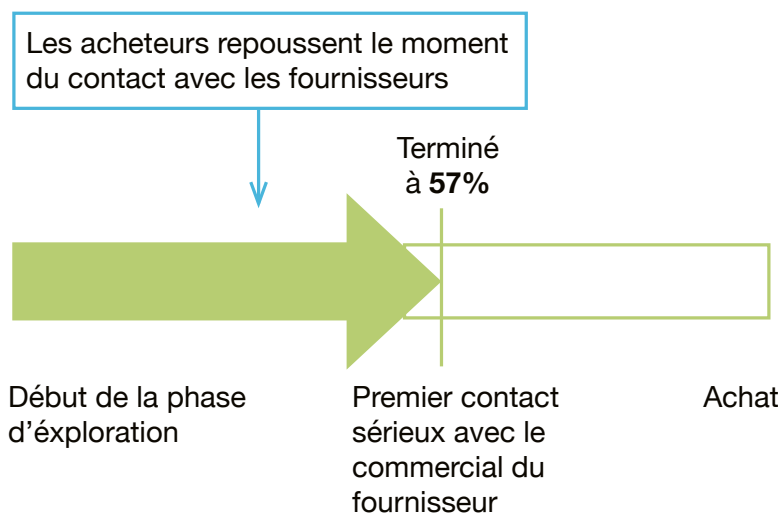 Les acheteurs repoussent le moment
du contact avec les fournisseurs
Terminé
à 57%
Début de la phase
d'éxploration
Premier contact
sérieux avec le
commercial du
fournisseur
Achat